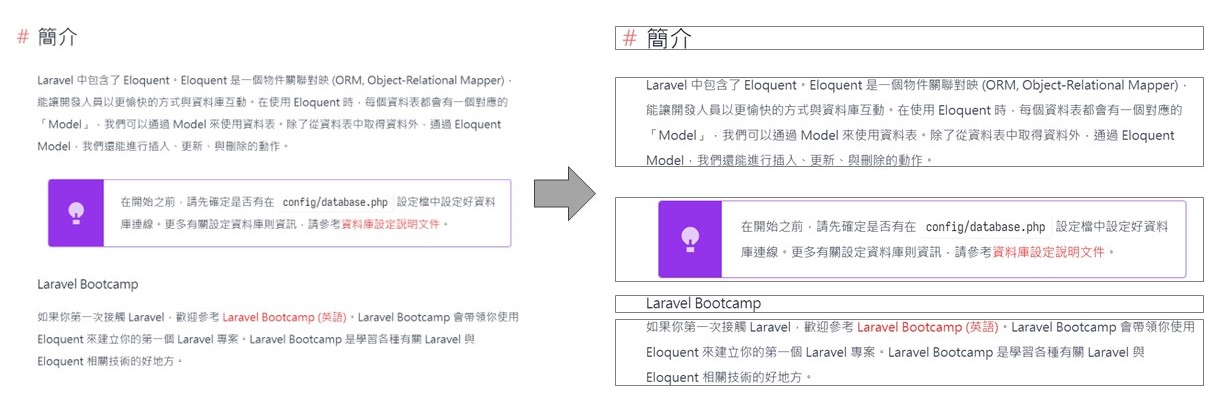 # 簡介
Laravel 中包含了 Eloquent。Eloquent 是一個物件關聯對映 (ORM, Object-Relational Mapper)，
能讓開發人員以更愉快的方式與資料庫互動。在使用 Eloquent 時，每個資料表都會有一個對應的
「Model」，我們可以通過 Model 來使用資料表。除了從資料表中取得資料外，通過 Eloquent
Model，我們還能進行插入、更新、與刪除的動作。
在開始之前，請先確定是否有在 config/database.php 設定檔中設定好資料
庫連線。更多有關設定資料庫則資訊，請參考資料庫設定說明文件。
Laravel Bootcamp
如果你第一次接觸 Laravel，歡迎參考 Laravel Bootcamp (英語)。Laravel Bootcamp 會帶領你使用
Eloquent 來建立你的第一個 Laravel 專案。Laravel Bootcamp 是學習各種有關 Laravel 與
Eloquent 相關技術的好地方。
# 簡介
Laravel 中包含了 Eloquent。Eloquent 是一個物件關聯對映 (ORM, Object-Relational Mapper)，
能讓開發人員以更愉快的方式與資料庫互動。在使用 Eloquent 時，每個資料表都會有一個對應的
「Model」，我們可以通過 Model 來使用資料表。除了從資料表中取得資料外，通過 Eloquent
Model，我們還能進行插入、更新、與刪除的動作。
在開始之前，請先確定是否有在 config/database.php 設定檔中設定好資料
庫連線。更多有關設定資料庫則資訊，請參考資料庫設定說明文件。
Laravel Bootcamp
如果你第一次接觸 Laravel，歡迎參考 Laravel Bootcamp (英語)。Laravel Bootcamp 會帶領你使用
Eloquent 來建立你的第一個 Laravel 專案。Laravel Bootcamp 是學習各種有關 Laravel 與
Eloquent 相關技術的好地方。